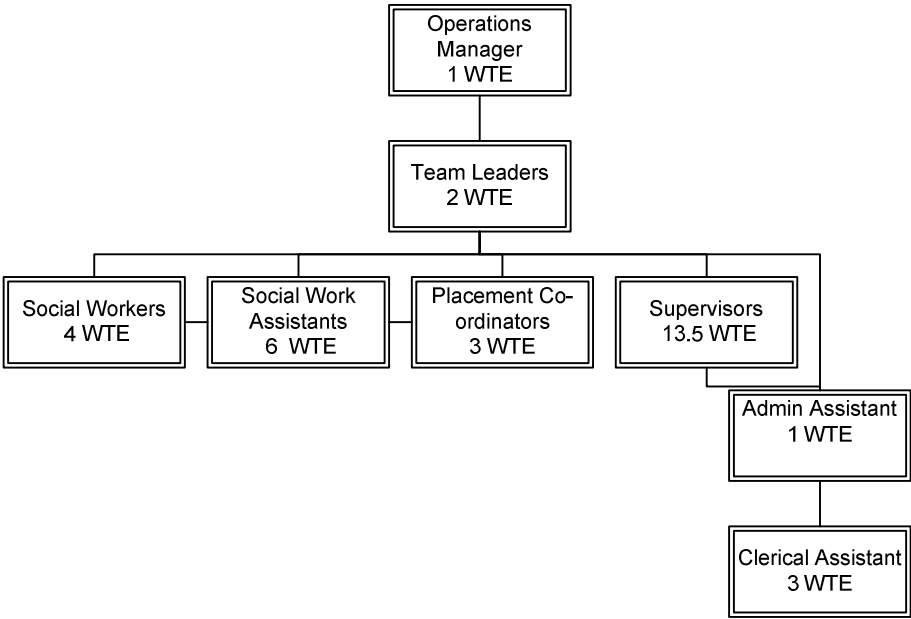 Operations
Manager
1 WTE
Team Leaders
2 WTE
Social Workers
4 WTE
Social Work
Assistants
6 WTE
Placement Co-
ordinators
3 WTE
Supervisors
13.5 WTE
Admin Assistant
1 WTE
Clerical Assistant
3 WTE